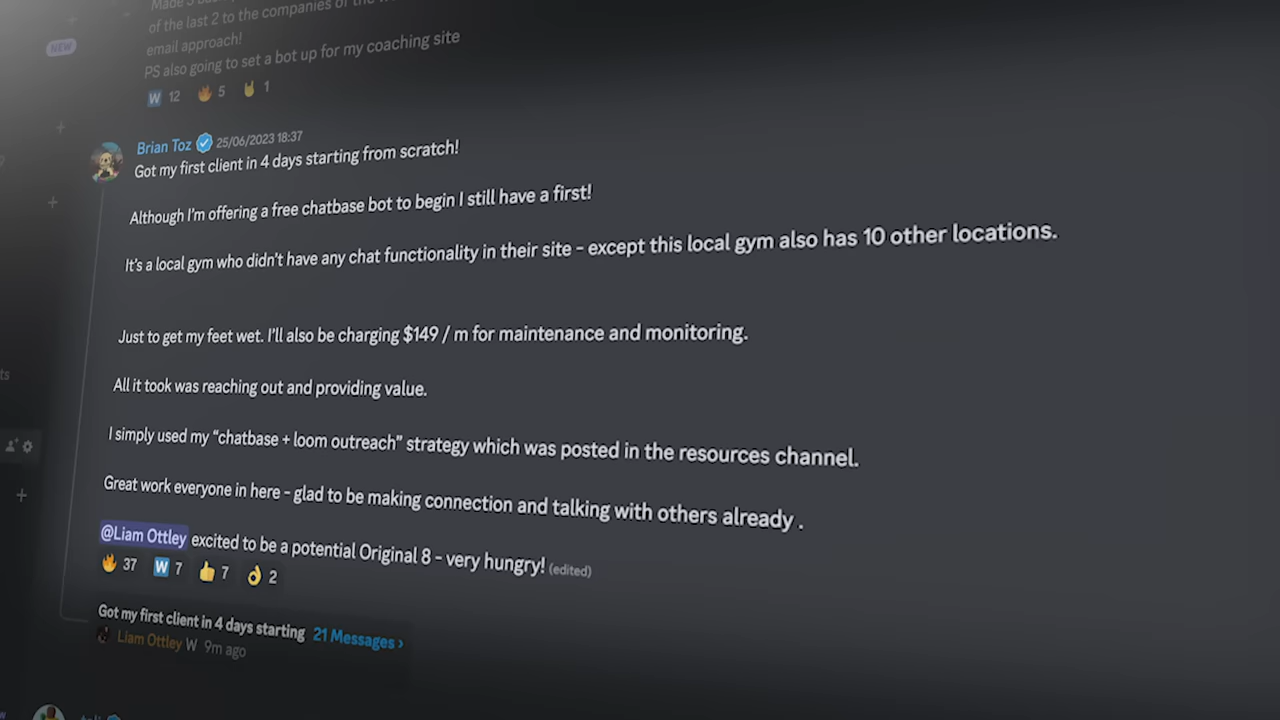 NEW
of the last 2 to the companies of the
email approach!
PS also going to set a bot up for my coaching site
W 12 🔥 5 🤘 1
Brian Toz 25/06/2023 18:37
Got my first client in 4 days starting from scratch!
Although I'm offering a free chatbase bot to begin I still have a first!
It's a local gym who didn't have any chat functionality in their site - except this local gym also has 10 other locations.
Just to get my feet wet. I'll also be charging $149 / m for maintenance and monitoring.
All it took was reaching out and providing value.
I simply used my “chatbase + loom outreach” strategy which was posted in the resources channel.
Great work everyone in here - glad to be making connection and talking with others already .
@Liam Ottley excited to be a potential Original 8 - very hungry! (edited)
🔥 37 W 7 👍 7 👌 2
Got my first client in 4 days starting 21 Messages ›
Liam Ottley W 9m ago